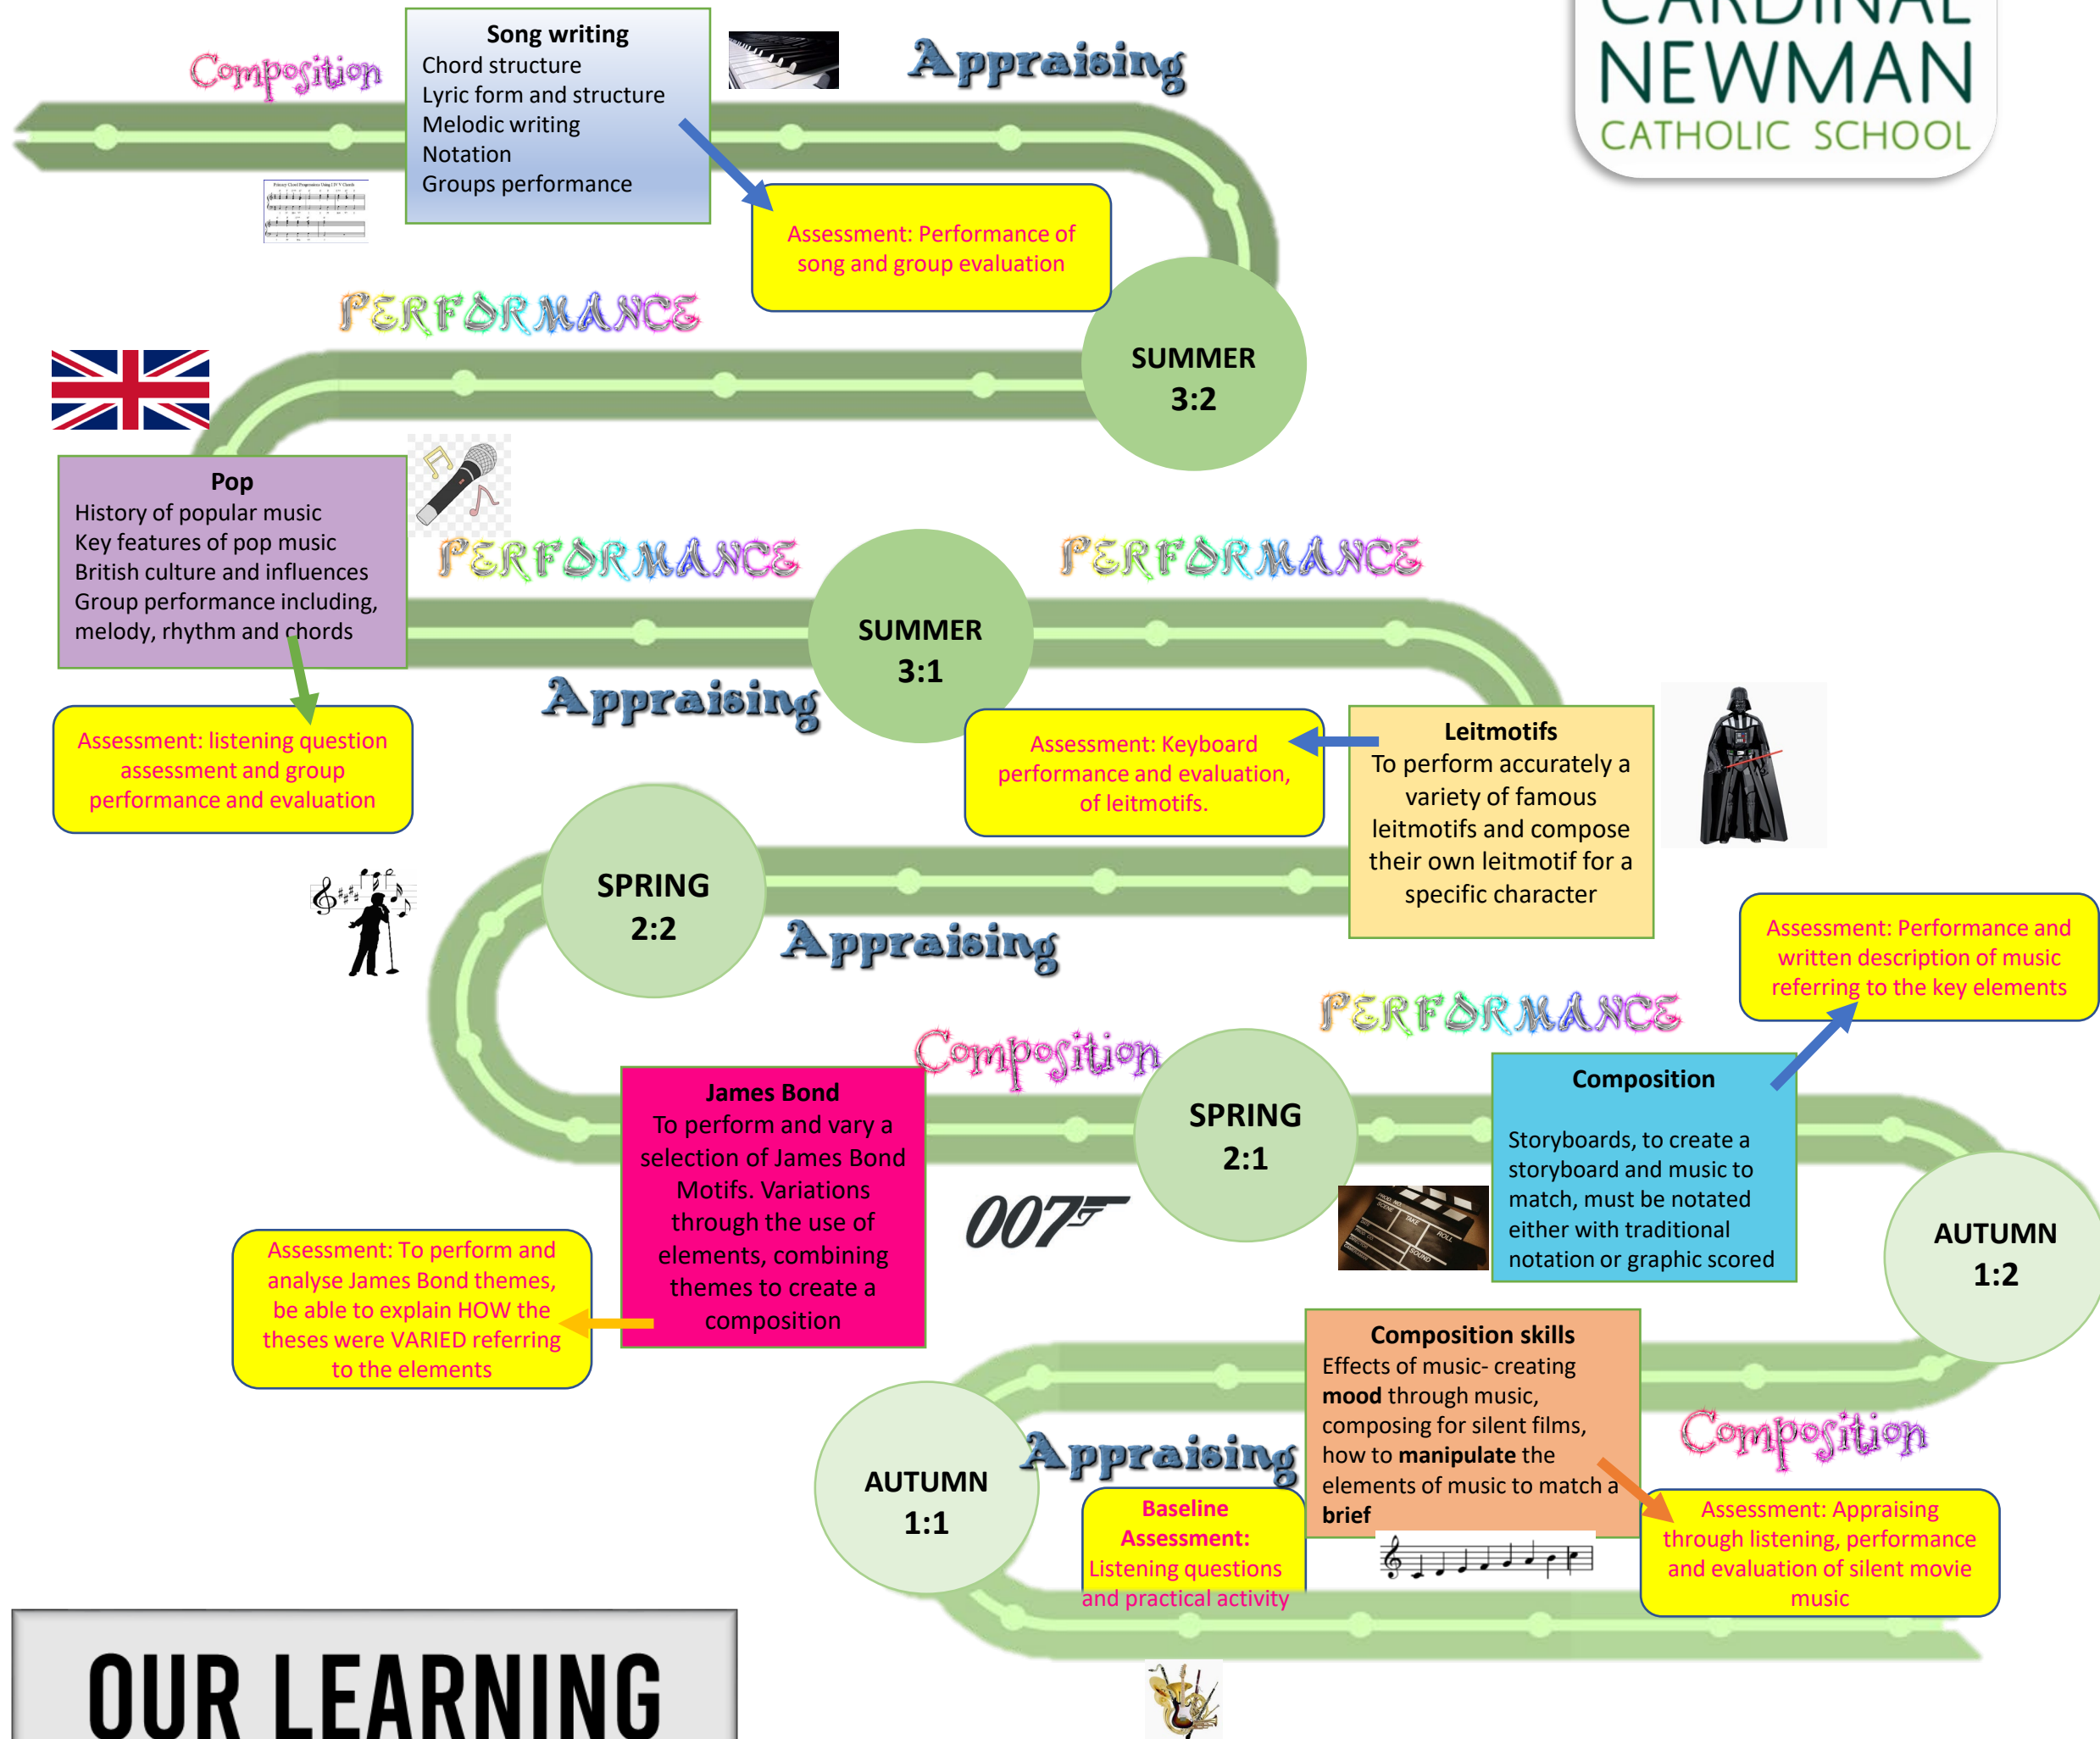 CARDINAL
NEWMAN
CATHOLIC SCHOOL
Composition
Song writing
Chord structure
Lyric form and structure
Melodic writing
Notation
Groups performance
Appraising
Assessment: Performance of
song and group evaluation
PERFORMANCE
SUMMER
3:2
Pop
History of popular music
Key features of pop music
British culture and influences
Group performance including,
melody, rhythm and chords
PERFORMANCE
SUMMER
3:1
PERFORMANCE
Appraising
Assessment: listening question
assessment and group
performance and evaluation
Assessment: Keyboard
performance and evaluation,
of leitmotifs.
Leitmotifs
To perform accurately a
variety of famous
leitmotifs and compose
their own leitmotif for a
specific character
SPRING
2:2
Appraising
Assessment: Performance and
written description of music
referring to the key elements
PERFORMANCE
Composition
James Bond
To perform and vary a
selection of James Bond
Motifs. Variations
through the use of
elements, combining
themes to create a
composition
SPRING
2:1
Composition
Storyboards, to create a
storyboard and music to
match, must be notated
either with traditional
notation or graphic scored
007
SCENE
TAKE
ROLL
SOUND
AUTUMN
1:2
Assessment: To perform and
analyse James Bond themes,
be able to explain HOW the
theses were VARIED referring
to the elements
Composition skills
Effects of music- creating
mood through music,
composing for silent films,
how to manipulate the
elements of music to match a
brief
Composition
AUTUMN
1:1
Appraising
Baseline
Assessment:
Listening questions
and practical activity
Assessment: Appraising
through listening, performance
and evaluation of silent movie
music
OUR LEARNING